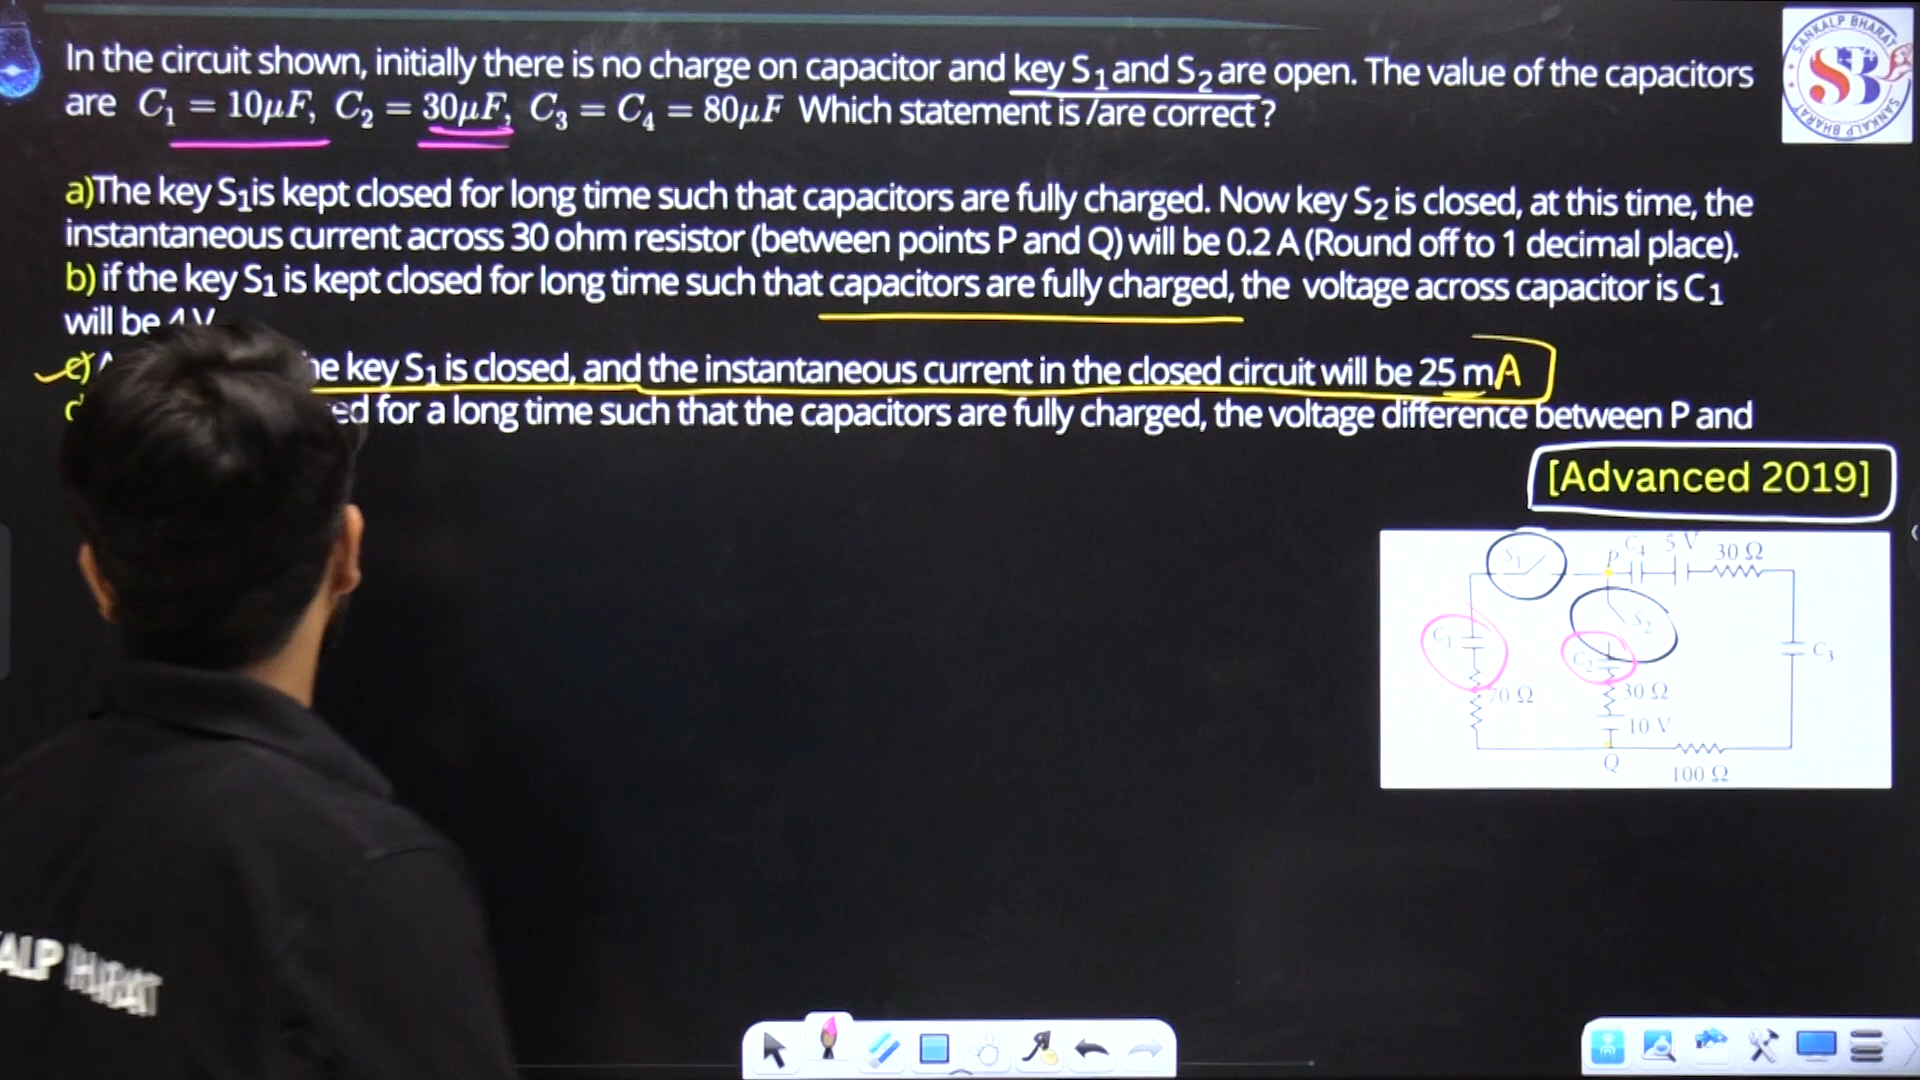 In the circuit shown, initially there is no charge on capacitor and key S1 and S2 are open. The value of the capacitors
are C1 = 10μF, C2 = 30μF, C3 = C4 = 80μF Which statement is /are correct ?
a)The key S1is kept closed for long time such that capacitors are fully charged. Now key S2 is closed, at this time, the
instantaneous current across 30 ohm resistor (between points P and Q) will be 0.2 A (Round off to 1 decimal place).
b) if the key S1 is kept closed for long time such that capacitors are fully charged, the voltage across capacitor is C1
will be 4V
c) key S1 is closed, and the instantaneous current in the closed circuit will be 25 mA
for a long time such that the capacitors are fully charged, the voltage difference between P and
[Advanced 2019]
S1 P C4 5 V 30 Ω
S2
C1 C2 C3
70 Ω 30 Ω
10 V
Q
100 Ω
SANKALP BHARAT
SB
SANKALP BHARAT